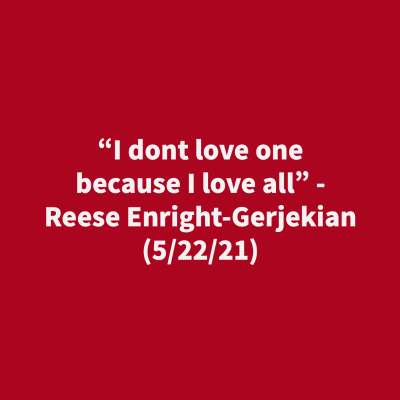 “I dont love one
because I love all” -
Reese Enright-Gerjekian
(5/22/21)